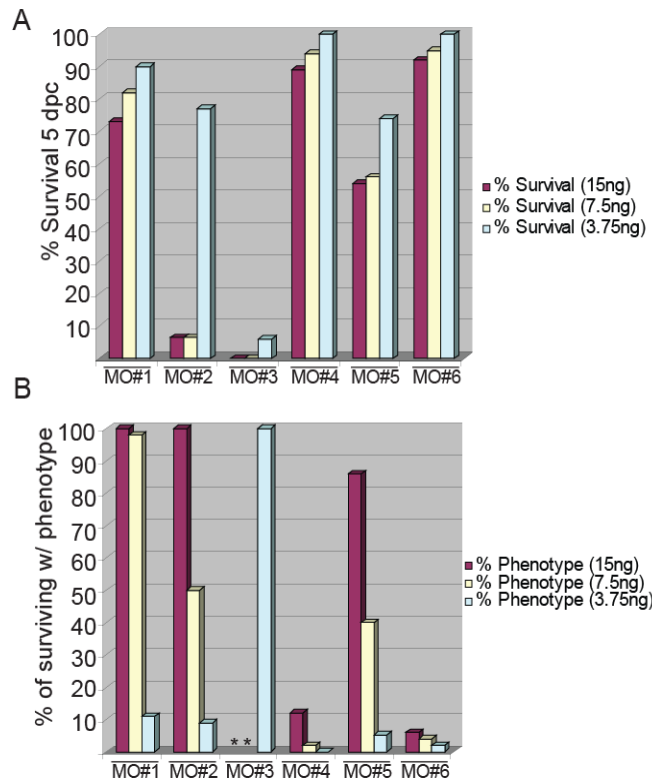 A
% Survival 5 dpc
100
90
80
70
60
50
40
30
20
10
MO#1 MO#2 MO#3 MO#4 MO#5 MO#6
% Survival (15ng)
% Survival (7.5ng)
% Survival (3.75ng)
B
% of surviving w/ phenotype
100
90
80
70
60
50
40
30
20
10
* *
MO#1 MO#2 MO#3 MO#4 MO#5 MO#6
% Phenotype (15ng)
% Phenotype (7.5ng)
% Phenotype (3.75ng)